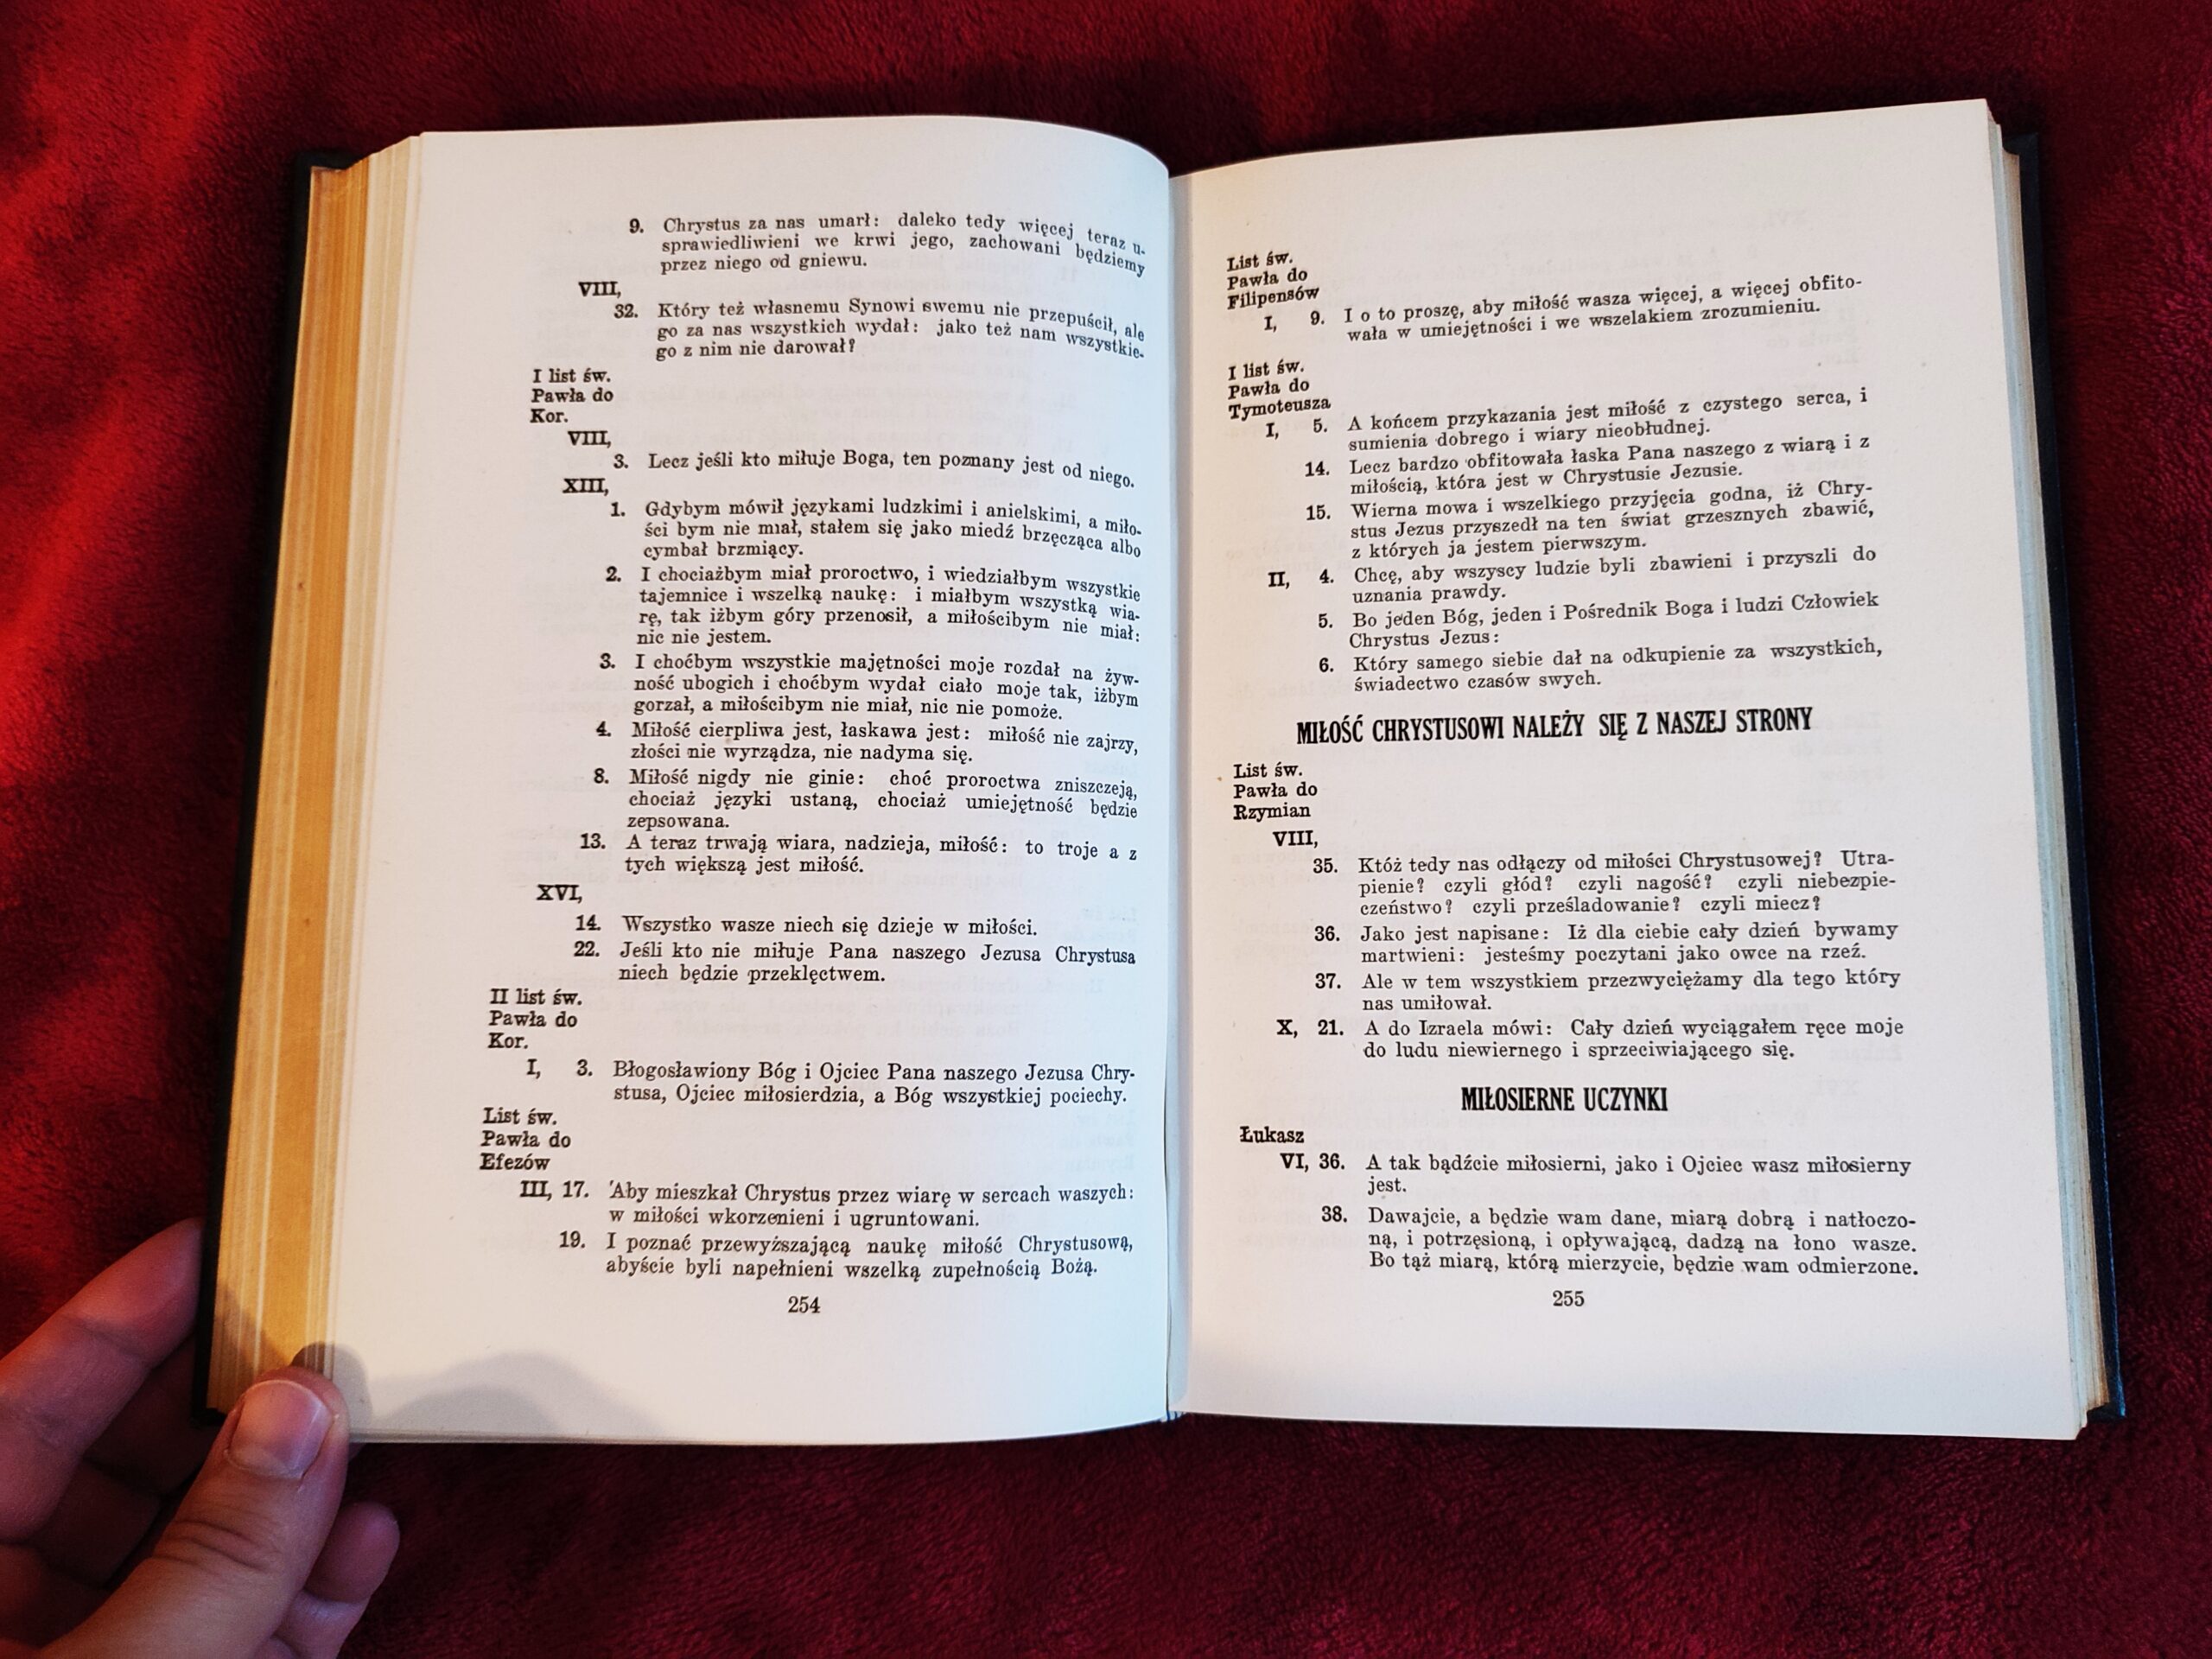 9. Chrystus za nas umarł: daleko tedy więcej teraz u-
sprawiedliwieni we krwi jego, zachowani będziemy
przez niego od gniewu.
VIII,
32. Który też własnemu Synowi swemu nie przepuścił, ale
go za nas wszystkich wydał: jako też nam wszystkie-
go z nim nie darował?
I list św.
Pawła do
Kor.
VIII,
3. Lecz jeśli kto miłuje Boga, ten poznany jest od niego.
XIII,
1. Gdybym mówił językami ludzkimi i anielskimi, a miło-
ści bym nie miał, stałem się jako miedź brzęcząca albo
cymbał brzmiący.
2. I chociażbym miał proroctwo, i wiedziałbym wszystkie
tajemnice i wszelką naukę: i miałbym wszystką wia-
rę, tak iżbym góry przenosił, a miłościbym nie miał:
nic nie jestem.
3. I choćbym wszystkie majętności moje rozdał na żyw-
ność ubogich i choćbym wydał ciało moje tak, iżbym
gorzał, a miłościbym nie miał, nic nie pomoże.
4. Miłość cierpliwa jest, łaskawa jest: miłość nie zajrzy,
złości nie wyrządza, nie nadyma się.
8. Miłość nigdy nie ginie: choć proroctwa zniszczeją,
chociaż języki ustaną, chociaż umiejętność będzie
zepsowana.
13. A teraz trwają wiara, nadzieja, miłość: to troje a z
tych większą jest miłość.
XVI,
14. Wszystko wasze niech się dzieje w miłości.
22. Jeśli kto nie miłuje Pana naszego Jezusa Chrystusa
niech będzie przeklęctwem.
II list św.
Pawła do
Kor.
I, 3. Błogosławiony Bóg i Ojciec Pana naszego Jezusa Chry-
stusa, Ojciec miłosierdzia, a Bóg wszystkiej pociechy.
List św.
Pawła do
Efezów
III, 17. Aby mieszkał Chrystus przez wiarę w sercach waszych:
w miłości wkorzenieni i ugruntowani.
19. I poznać przewyższającą naukę miłość Chrystusową,
abyście byli napełnieni wszelką zupełnością Bożą.
254
List św.
Pawła do
Filipensów
I, 9. I o to proszę, aby miłość wasza więcej, a więcej obfito-
wała w umiejętności i we wszelakiem zrozumieniu.
I list św.
Pawła do
Tymoteusza
I, 5. A końcem przykazania jest miłość z czystego serca, i
sumienia dobrego i wiary nieobłudnej.
14. Lecz bardzo obfitowała łaska Pana naszego z wiarą i z
miłością, która jest w Chrystusie Jezusie.
15. Wierna mowa i wszelkiego przyjęcia godna, iż Chry-
stus Jezus przyszedł na ten świat grzesznych zbawić,
z których ja jestem pierwszym.
II, 4. Chcę, aby wszyscy ludzie byli zbawieni i przyszli do
uznania prawdy.
5. Bo jeden Bóg, jeden i Pośrednik Boga i ludzi Człowiek
Chrystus Jezus:
6. Który samego siebie dał na odkupienie za wszystkich,
świadectwo czasów swych.
MIŁOŚĆ CHRYSTUSOWI NALEŻY SIĘ Z NASZEJ STRONY
List św.
Pawła do
Rzymian
VIII,
35. Któż tedy nas odłączy od miłości Chrystusowej? Utra-
pienie? czyli głód? czyli nagość? czyli niebezpie-
czeństwo? czyli prześladowanie? czyli miecz?
36. Jako jest napisane: Iż dla ciebie cały dzień bywamy
martwieni: jesteśmy poczytani jako owce na rzeź.
37. Ale w tem wszystkiem przezwyciężamy dla tego który
nas umiłował.
X, 21. A do Izraela mówi: Cały dzień wyciągałem ręce moje
do ludu niewiernego i sprzeciwiającego się.
MIŁOSIERNE UCZYNKI
Łukasz
VI, 36. A tak bądźcie miłosierni, jako i Ojciec wasz miłosierny
jest.
38. Dawajcie, a będzie wam dane, miarą dobrą i natłoczo-
ną, i potrzęsioną, i opływającą, dadzą na łono wasze.
Bo tąż miarą, którą mierzycie, będzie wam odmierzone.
255